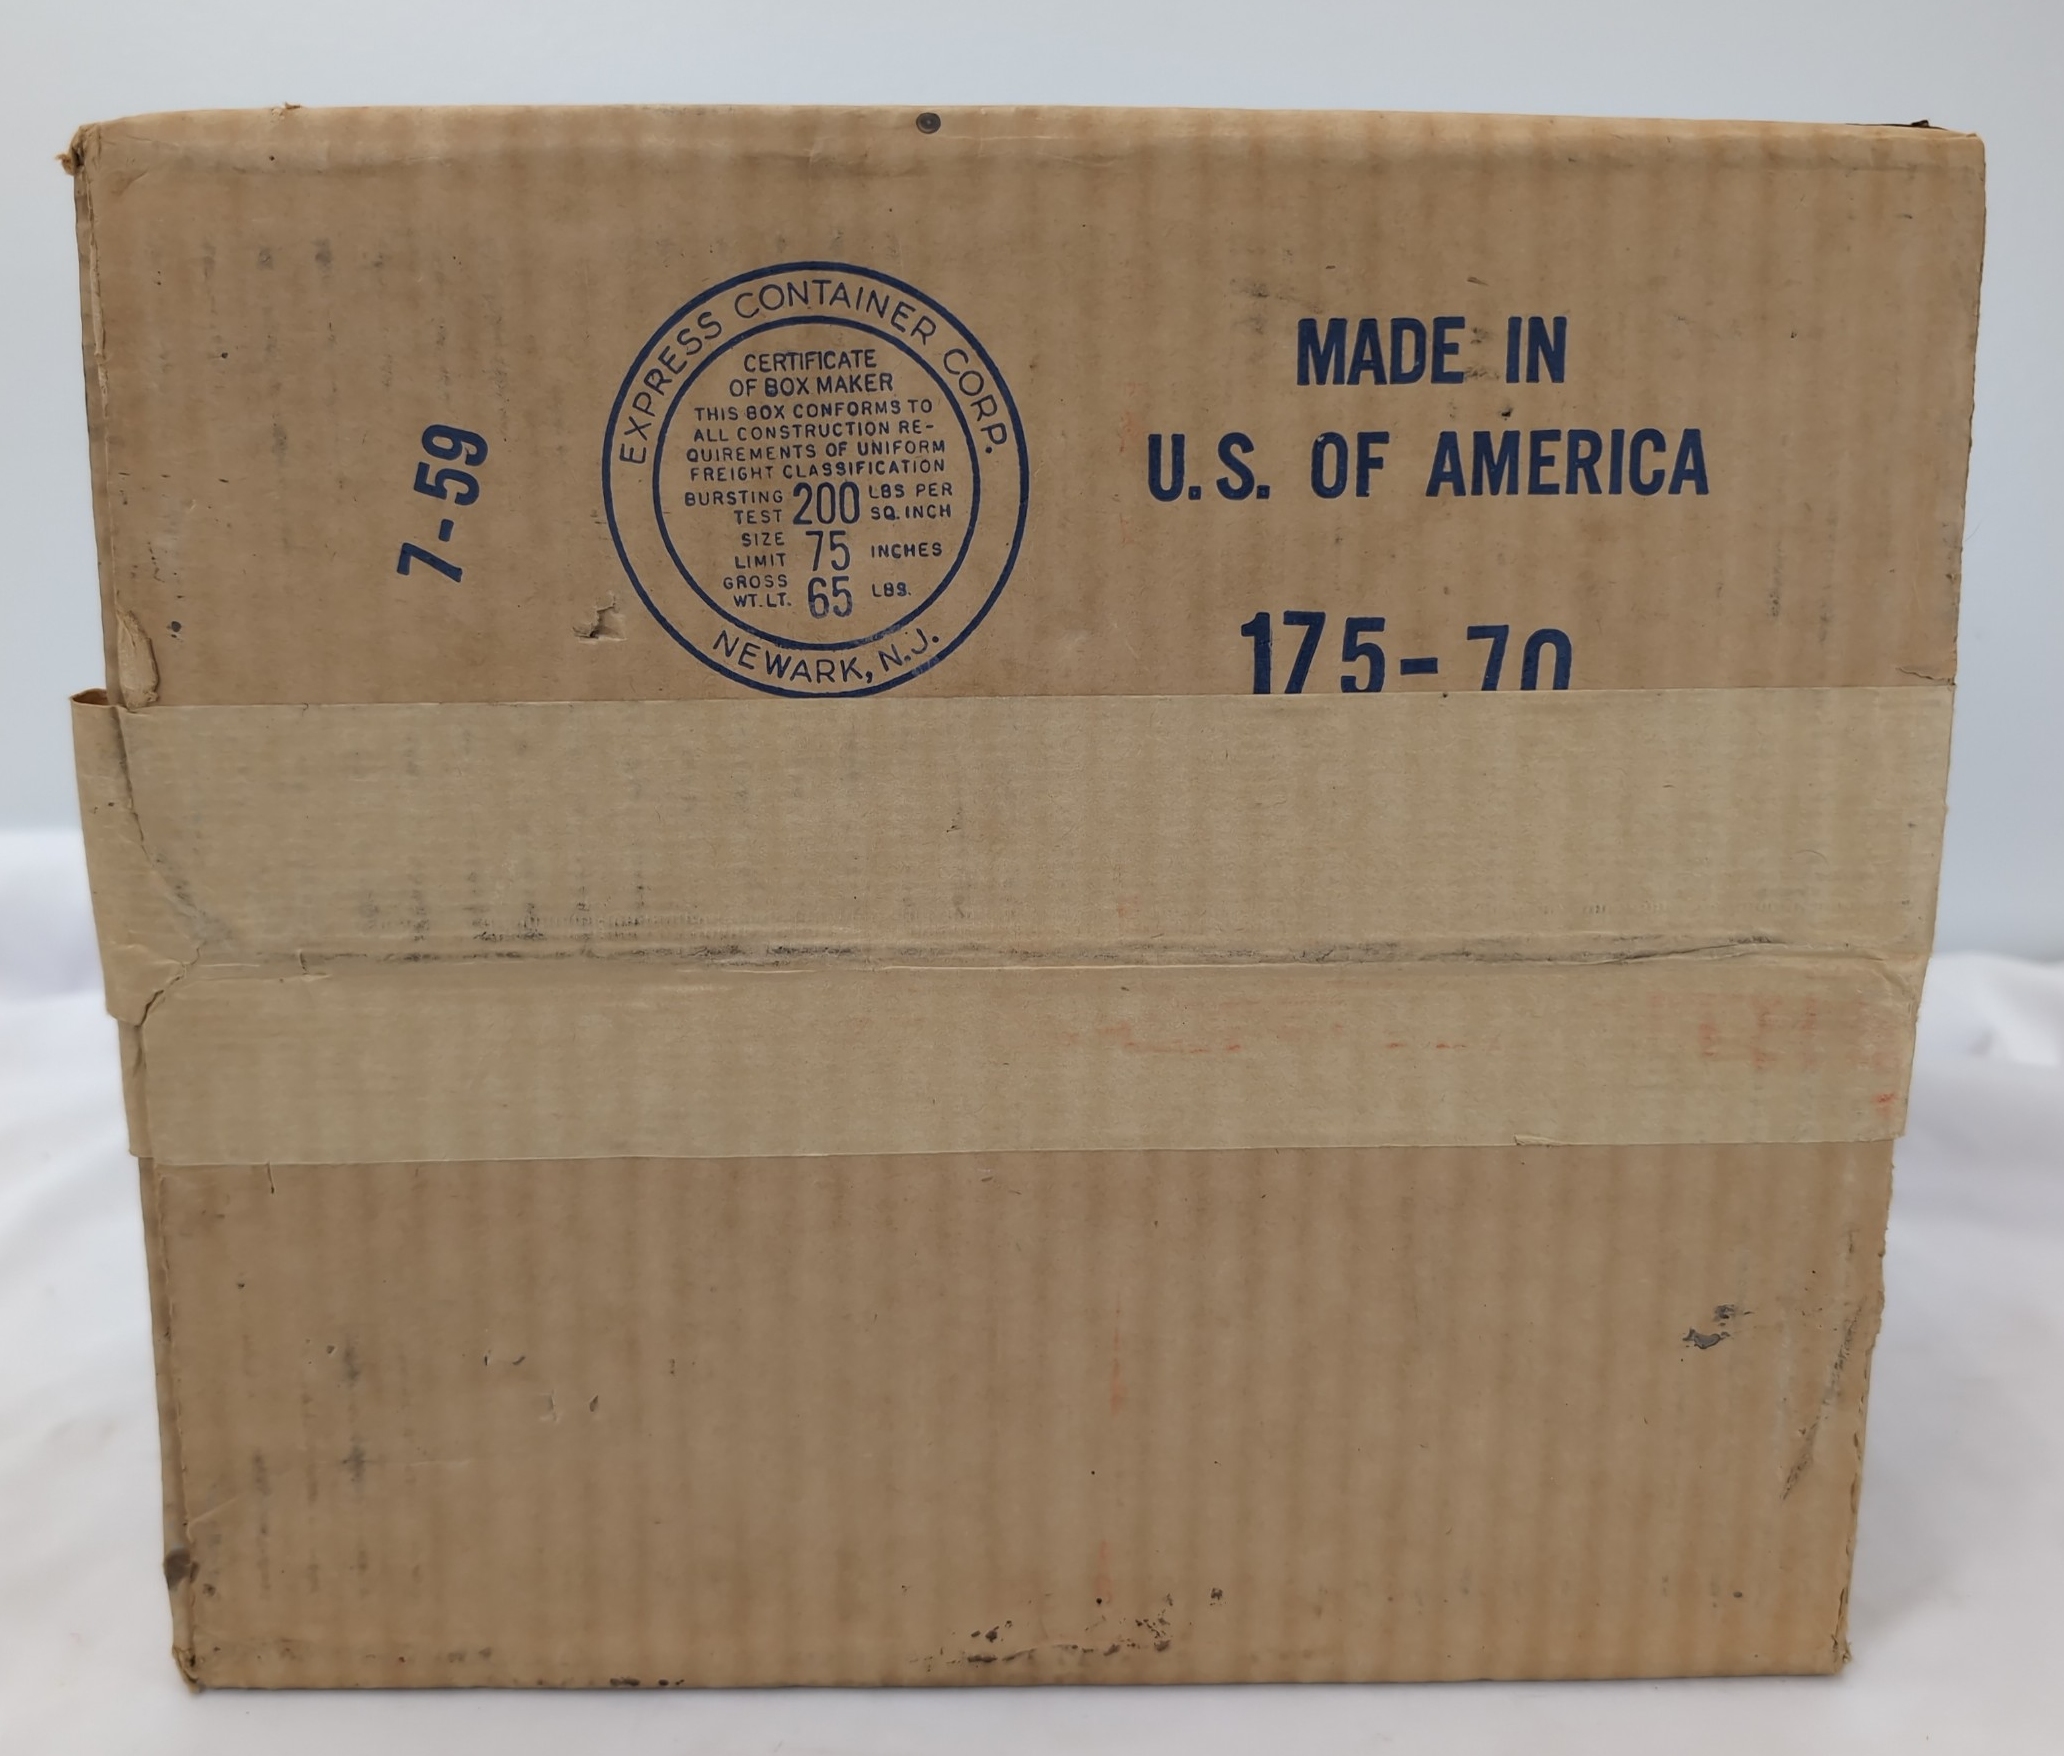 7-59
EXPRESS CONTAINER CORP.
CERTIFICATE
OF BOX MAKER
THIS BOX CONFORMS TO
ALL CONSTRUCTION RE-
QUIREMENTS OF UNIFORM
FREIGHT CLASSIFICATION
BURSTING TEST 200 LBS PER SQ. INCH
SIZE LIMIT 75 INCHES
GROSS WT. LT. 65 LBS.
NEWARK, N.J.
MADE IN
U.S. OF AMERICA
175-70